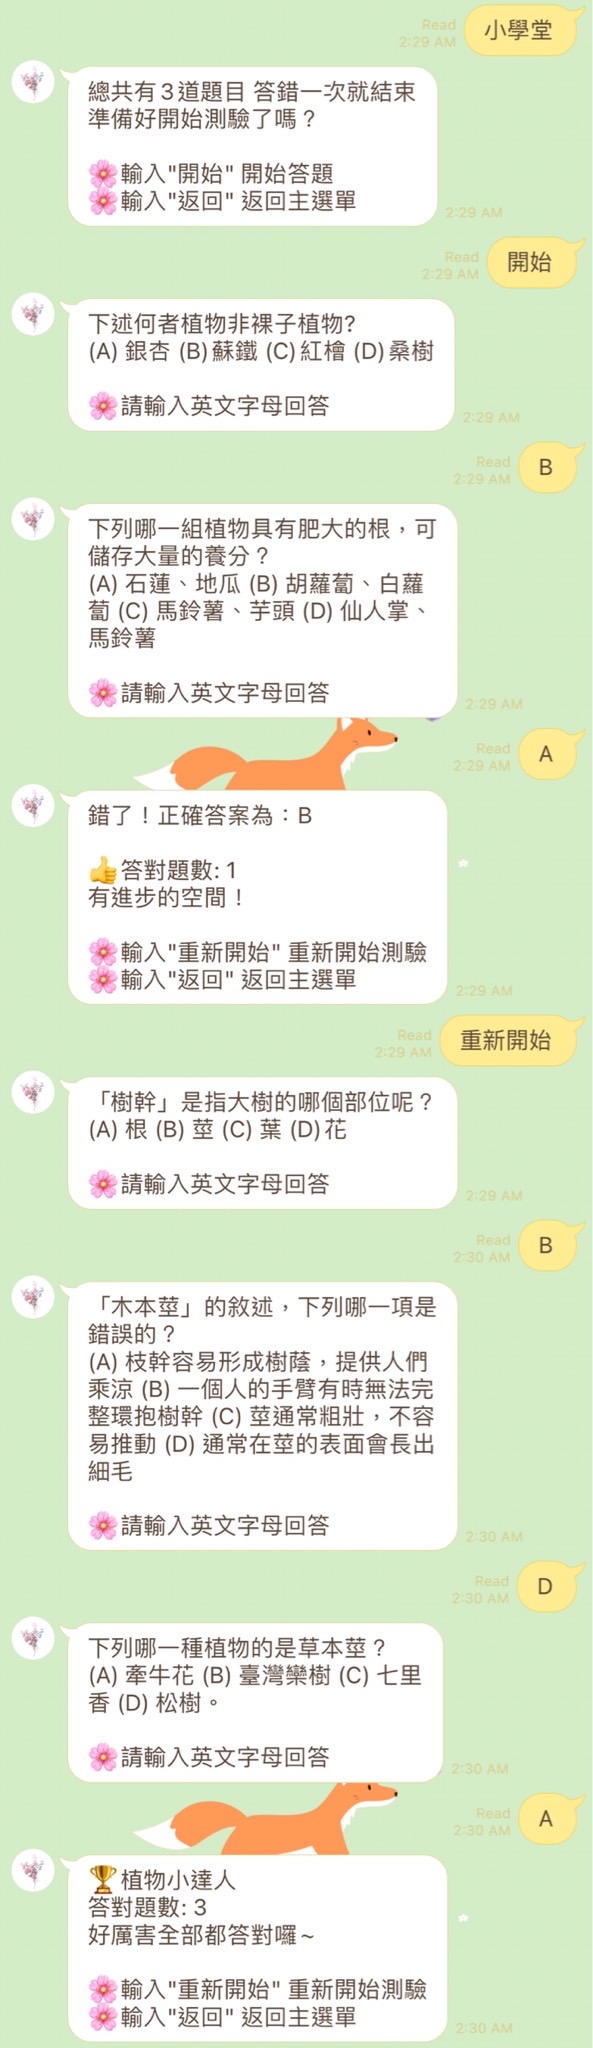 小學堂
Read
2:29 AM
總共有3道題目 答錯一次就結束
準備好開始測驗了嗎？
🌸輸入"開始" 開始答題
🌸輸入"返回" 返回主選單
2:29 AM
開始
Read
2:29 AM
下述何者植物非裸子植物?
(A) 銀杏 (B)蘇鐵 (C)紅檜 (D)桑樹
🌸請輸入英文字母回答
2:29 AM
B
Read
2:29 AM
下列哪一組植物具有肥大的根，可
儲存大量的養分？
(A) 石蓮、地瓜 (B) 胡蘿蔔、白蘿
蔔 (C) 馬鈴薯、芋頭 (D) 仙人掌、
馬鈴薯
🌸請輸入英文字母回答
2:29 AM
A
Read
2:29 AM
錯了！正確答案為：B
👍答對題數: 1
有進步的空間！
🌸輸入"重新開始" 重新開始測驗
🌸輸入"返回" 返回主選單
2:29 AM
重新開始
Read
2:29 AM
「樹幹」是指大樹的哪個部位呢？
(A) 根 (B) 莖 (C) 葉 (D)花
🌸請輸入英文字母回答
2:29 AM
B
Read
2:30 AM
「木本莖」的敘述，下列哪一項是
錯誤的？
(A) 枝幹容易形成樹蔭，提供人們
乘涼 (B) 一個人的手臂有時無法完
整環抱樹幹 (C) 莖通常粗壯，不容
易推動 (D) 通常在莖的表面會長出
細毛
🌸請輸入英文字母回答
2:30 AM
D
Read
2:30 AM
下列哪一種植物的是草本莖？
(A) 牽牛花 (B) 臺灣欒樹 (C) 七里
香 (D) 松樹。
🌸請輸入英文字母回答
2:30 AM
A
Read
2:30 AM
🏆植物小達人
答對題數: 3
好厲害全部都答對囉~
🌸輸入"重新開始" 重新開始測驗
🌸輸入"返回" 返回主選單
2:30 AM